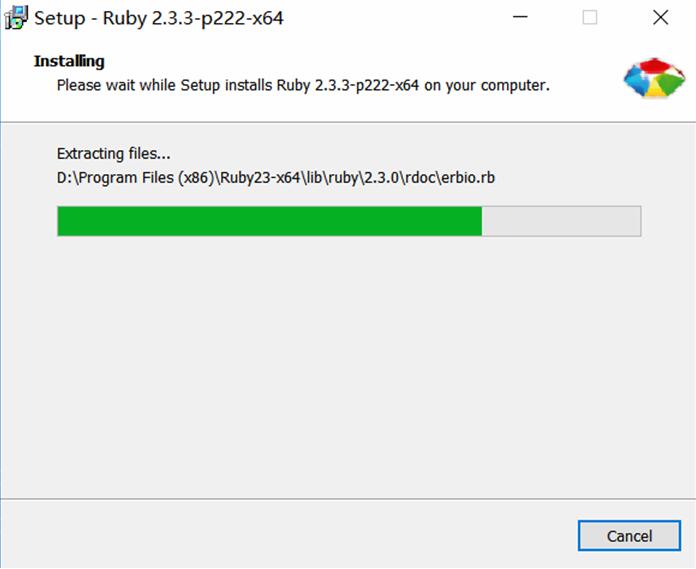 Setup - Ruby 2.3.3-p222-x64
Installing
Please wait while Setup installs Ruby 2.3.3-p222-x64 on your computer.
Extracting files...
D:\Program Files (x86)\Ruby23-x64\lib\ruby\2.3.0\rdoc\erbio.rb
Cancel